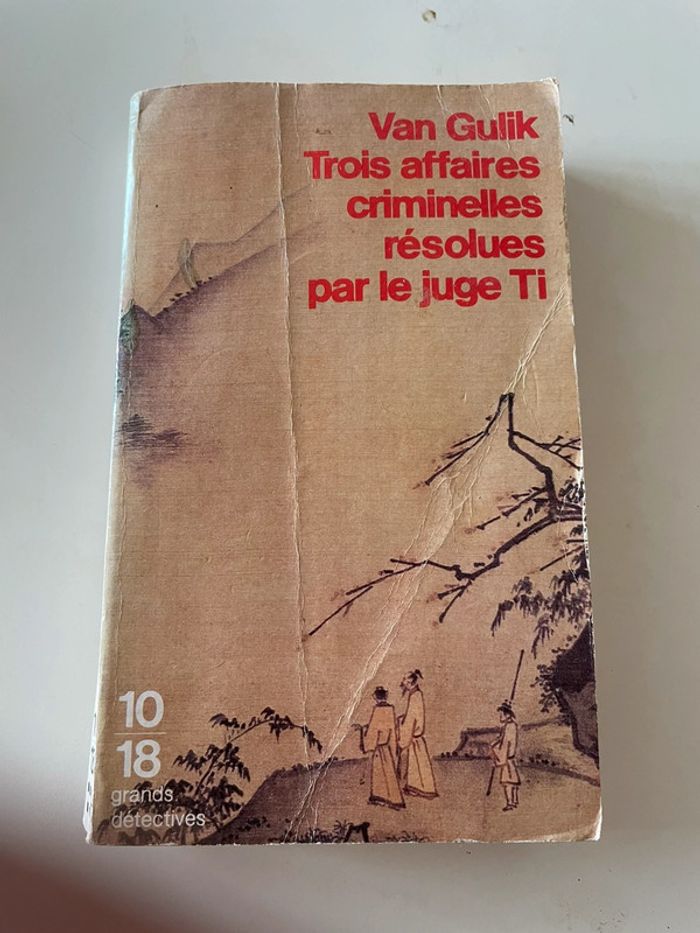 Van Gulik
Trois affaires
criminelles
résolues
par le juge Ti
10
18
grands
détectives